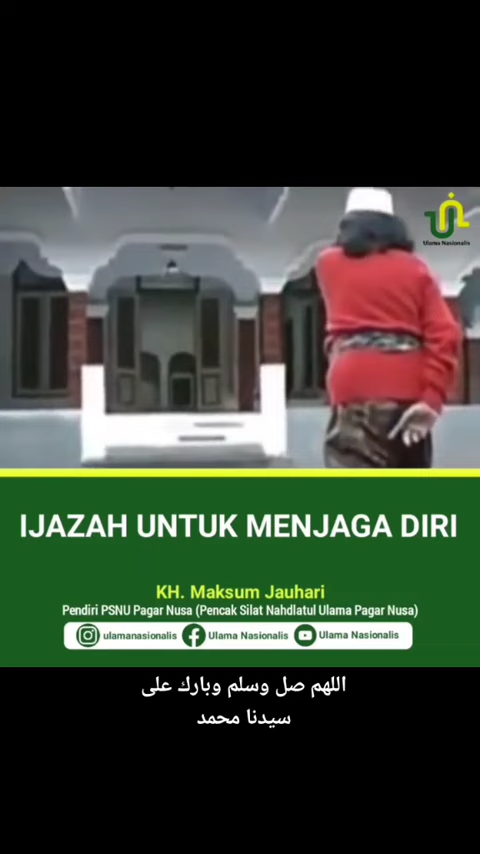 Ulama Nasionalis
IJAZAH UNTUK MENJAGA DIRI
KH. Maksum Jauhari
Pendiri PSNU Pagar Nusa (Pencak Silat Nahdlatul Ulama Pagar Nusa)
ulamanasionalis Ulama Nasionalis Ulama Nasionalis
اللهم صل وسلم وبارك على
سيدنا محمد